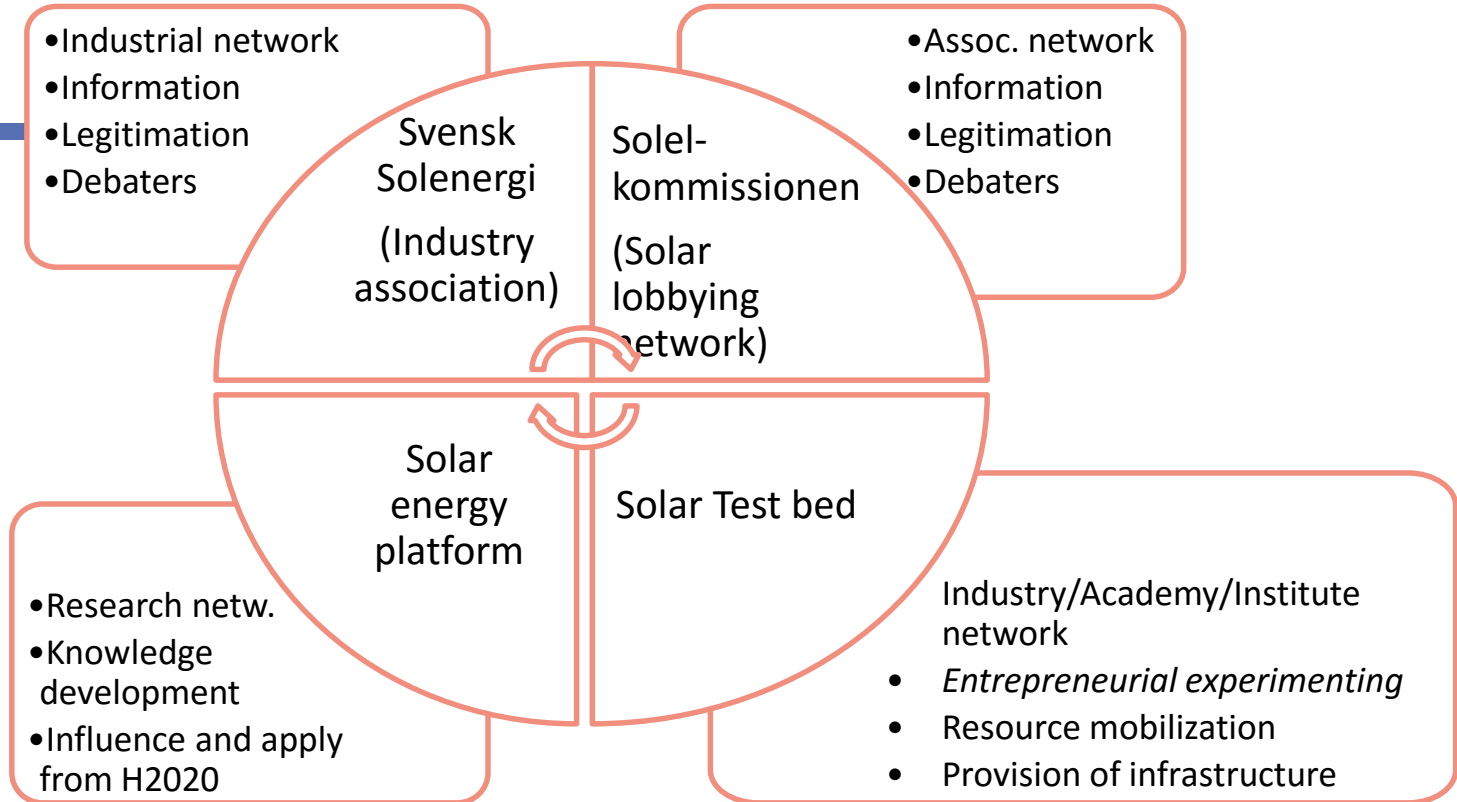 •Industrial network
•Information
•Legitimation
•Debaters
Svensk
Solenergi
(Industry
association)
Solel-
kommissionen
(Solar
lobbying
network)
•Assoc. network
•Information
•Legitimation
•Debaters
Solar
energy
platform
Solar Test bed
•Research netw.
•Knowledge
development
•Influence and apply
from H2020
Industry/Academy/Institute
network
• Entrepreneurial experimenting
• Resource mobilization
• Provision of infrastructure